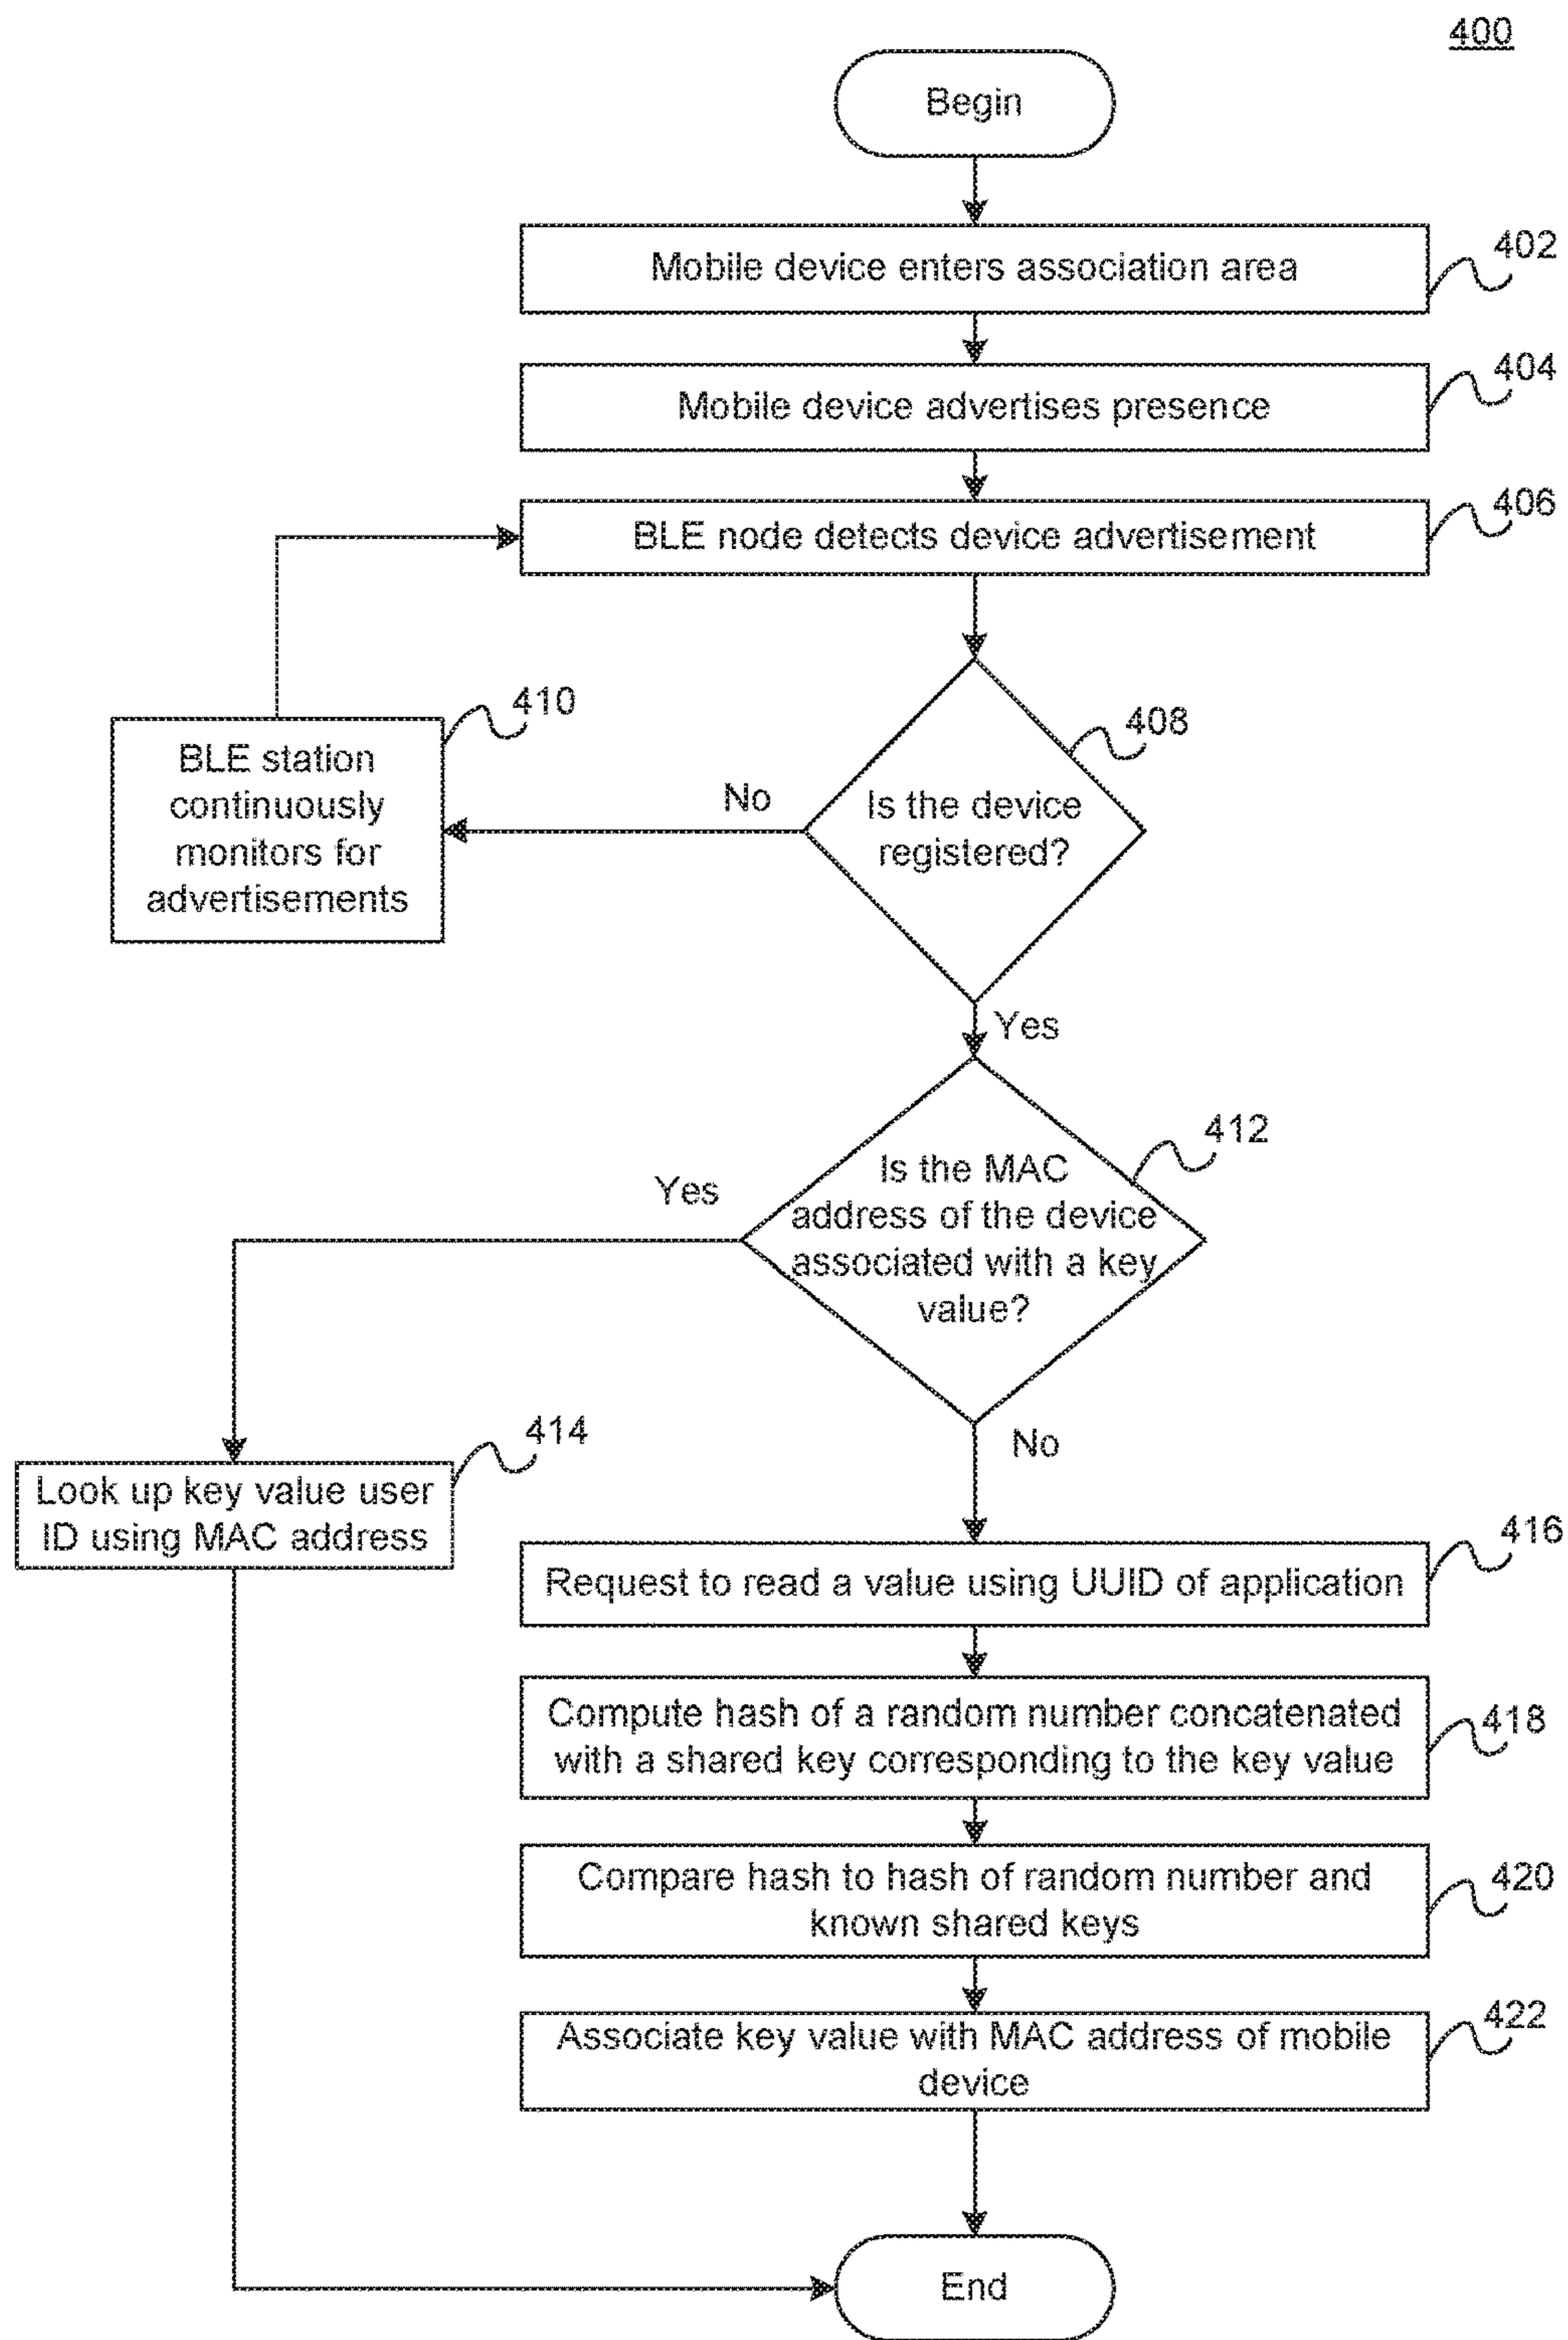 400
Begin
Mobile device enters association area
402
Mobile device advertises presence
404
BLE node detects device advertisement
406
410
BLE station
continuously
monitors for
advertisements
No
408
Is the device
registered?
Yes
412
Is the MAC
address of the device
associated with a key
value?
Yes
No
414
Look up key value user
ID using MAC address
Request to read a value using UUID of application
416
Compute hash of a random number concatenated
with a shared key corresponding to the key value
418
Compare hash to hash of random number and
known shared keys
420
Associate key value with MAC address of mobile
device
422
End